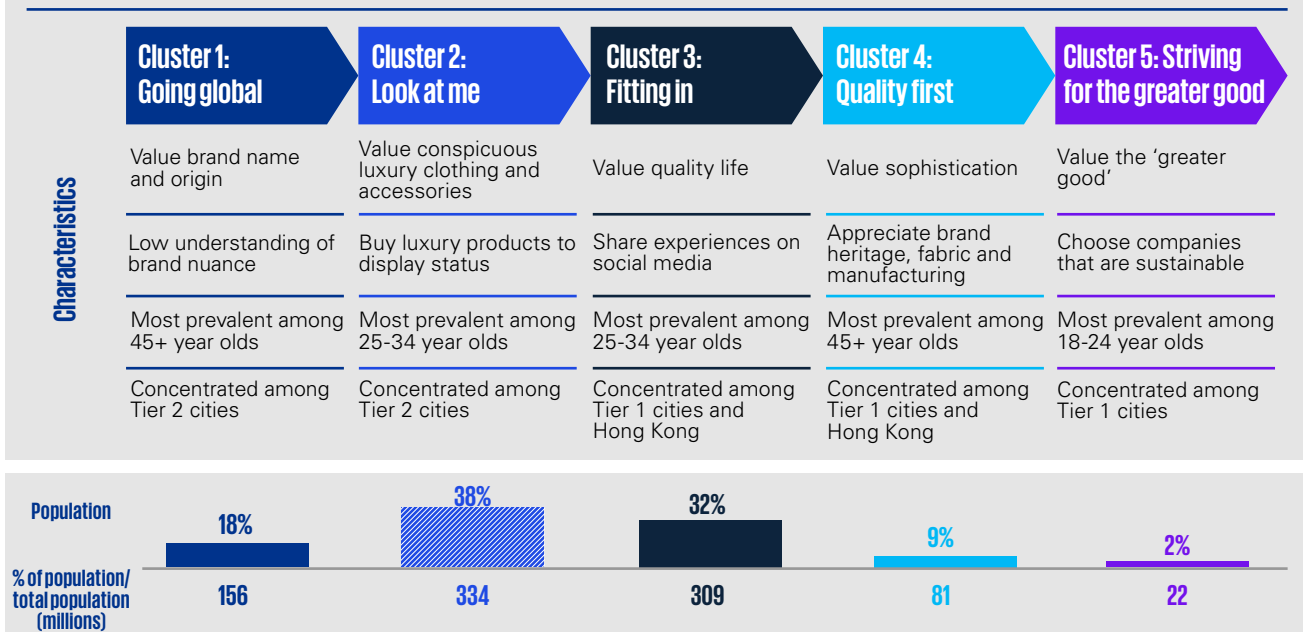 Cluster 1:
Going global
Cluster 2:
Look at me
Cluster 3:
Fitting in
Cluster 4:
Quality first
Cluster 5: Striving
for the greater good
Characteristics
Value brand name
and origin
Value conspicuous
luxury clothing and
accessories
Value quality life
Value sophistication
Value the ‘greater
good’
Low understanding of
brand nuance
Buy luxury products to
display status
Share experiences on
social media
Appreciate brand
heritage, fabric and
manufacturing
Choose companies
that are sustainable
Most prevalent among
45+ year olds
Most prevalent among
25-34 year olds
Most prevalent among
25-34 year olds
Most prevalent among
45+ year olds
Most prevalent among
18-24 year olds
Concentrated among
Tier 2 cities
Concentrated among
Tier 2 cities
Concentrated among
Tier 1 cities and
Hong Kong
Concentrated among
Tier 1 cities and
Hong Kong
Concentrated among
Tier 1 cities
Population
18%
38%
32%
9%
2%
% of population/
total population
(millions)
156
334
309
81
22